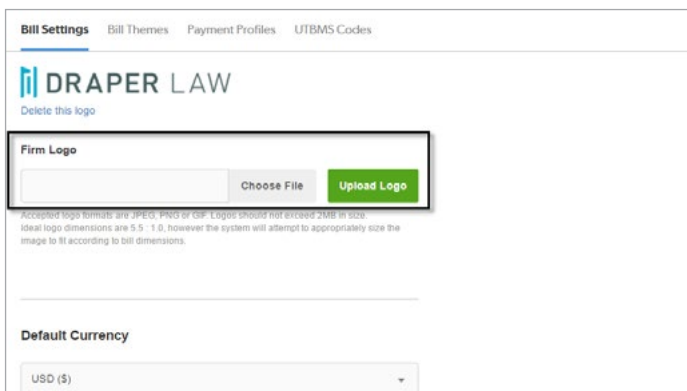 Bill Settings Bill Themes Payment Profiles UTBMS Codes
DRAPER LAW
Delete this logo
Firm Logo
Choose File Upload Logo
Accepted logo formats are JPEG, PNG or GIF. Logos should not exceed 2MB in size.
Ideal logo dimensions are 5.5 : 1.0, however the system will attempt to appropriately size the
image to fit according to bill dimensions.
Default Currency
USD ($)